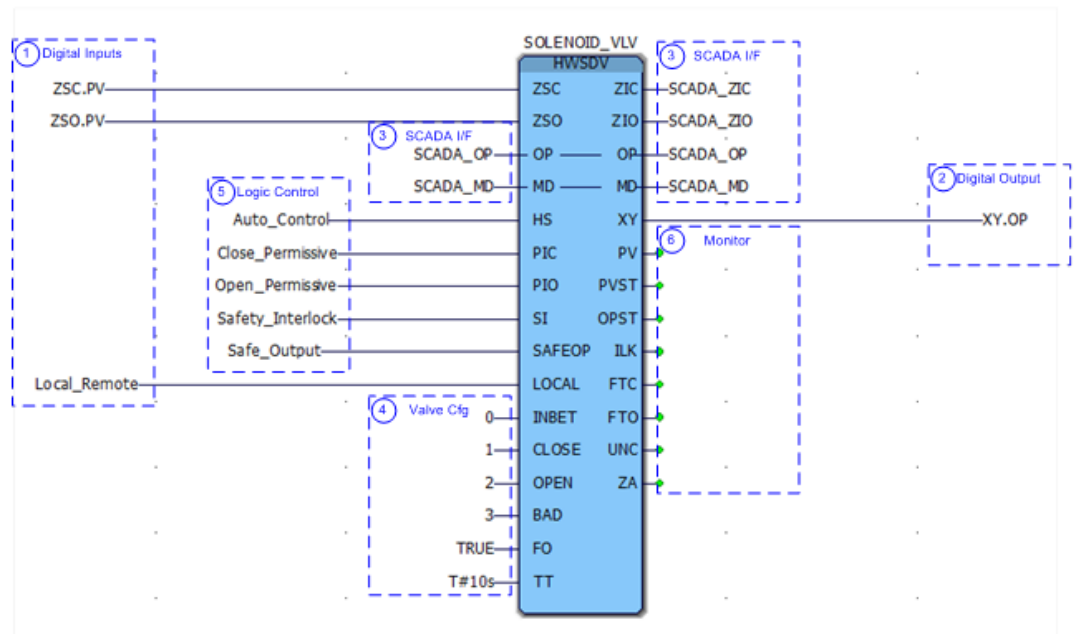 SOLENOID_VLV
HWSDV
1 Digital Inputs
3 SCADA I/F
ZSC.PV ZSC ZIC SCADA_ZIC
ZSO.PV ZSO ZIO SCADA_ZIO
3 SCADA I/F
SCADA_OP OP OP SCADA_OP
SCADA_MD MD MD SCADA_MD
2 Digital Output
5 Logic Control
Auto_Control HS XY XY.OP
6 Monitor
Close_Permissive PIC PV
Open_Permissive PIO PVST
Safety_Interlock SI OPST
Safe_Output SAFEOP ILK
Local_Remote LOCAL FTC
4 Valve Cfg
0 INBET FTO
1 CLOSE UNC
2 OPEN ZA
3 BAD
TRUE FO
T#10s TT